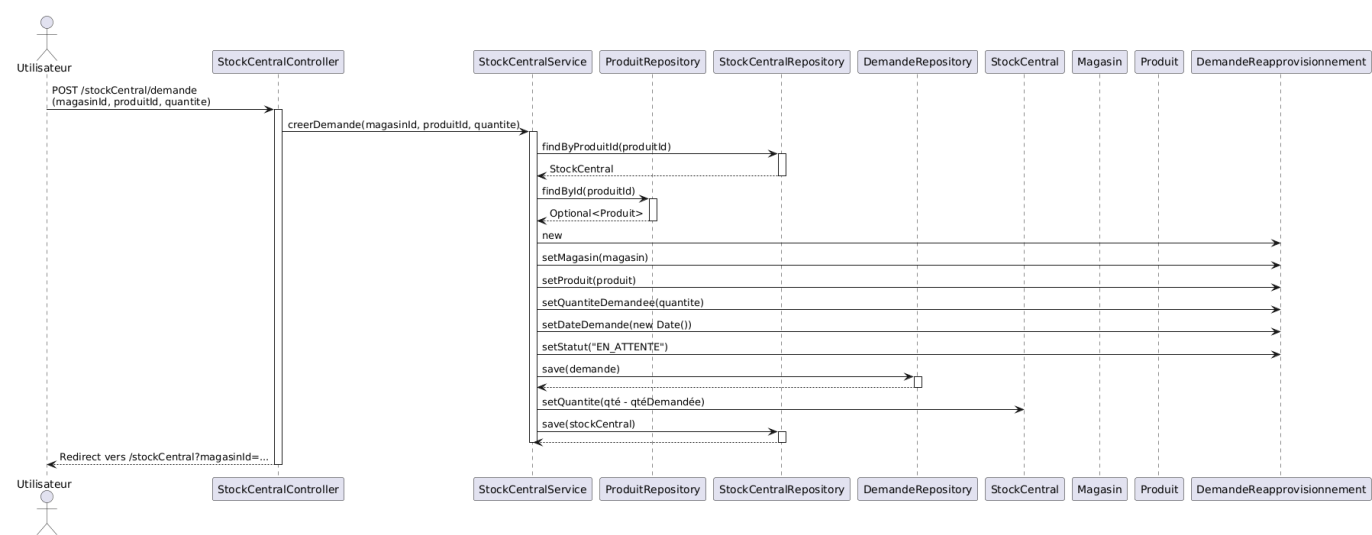 Utilisateur
StockCentralController
StockCentralService
ProduitRepository
StockCentralRepository
DemandeRepository
StockCentral
Magasin
Produit
DemandeReapprovisionnement
POST /stockCentral/demande
(magasinId, produitId, quantite)
creerDemande(magasinId, produitId, quantite)
findByProduitId(produitId)
StockCentral
findById(produitId)
Optional<Produit>
new
setMagasin(magasin)
setProduit(produit)
setQuantiteDemandee(quantite)
setDateDemande(new Date())
setStatut("EN_ATTENTE")
save(demande)
setQuantite(qté - qtéDemandée)
save(stockCentral)
Redirect vers /stockCentral?magasinId=...
Utilisateur
StockCentralController
StockCentralService
ProduitRepository
StockCentralRepository
DemandeRepository
StockCentral
Magasin
Produit
DemandeReapprovisionnement